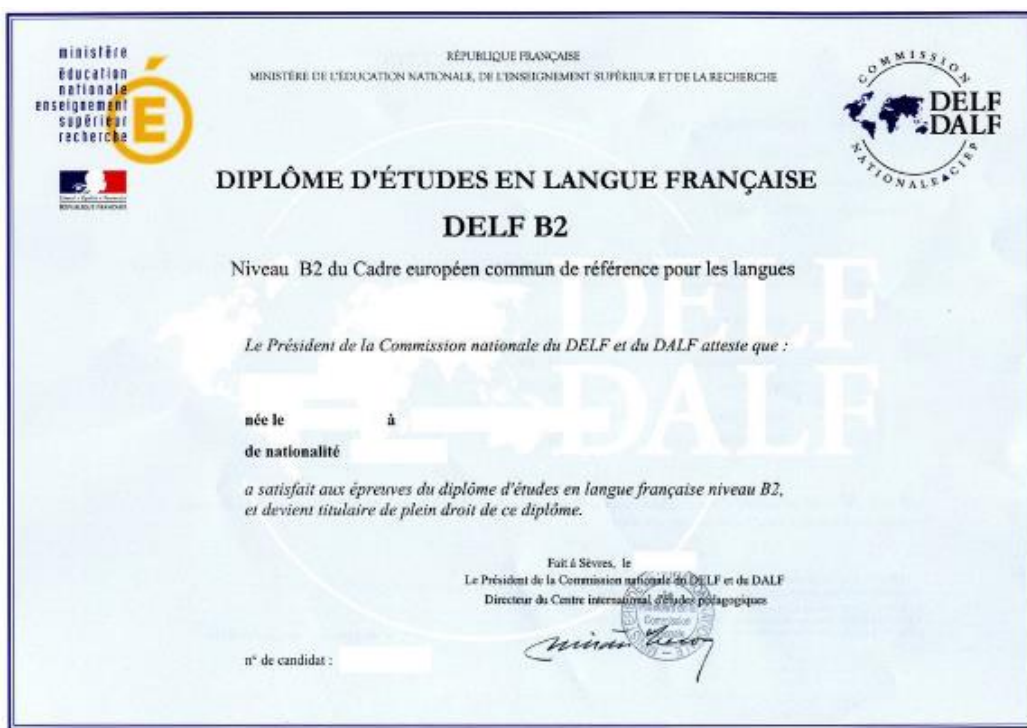 ministère
éducation
nationale
enseignement
supérieur
recherche
É
RÉPUBLIQUE FRANÇAISE
RÉPUBLIQUE FRANÇAISE
MINISTÈRE DE L'ÉDUCATION NATIONALE, DE L'ENSEIGNEMENT SUPÉRIEUR ET DE LA RECHERCHE
COMMISSION
DELF
DALF
NATIONALE CIEP
DIPLÔME D'ÉTUDES EN LANGUE FRANÇAISE
DELF B2
Niveau B2 du Cadre européen commun de référence pour les langues
DELF
DALF
Le Président de la Commission nationale du DELF et du DALF atteste que :
née le à
de nationalité
a satisfait aux épreuves du diplôme d'études en langue française niveau B2,
et devient titulaire de plein droit de ce diplôme.
Fait à Sèvres, le
Le Président de la Commission nationale du DELF et du DALF
Directeur du Centre international d'études pédagogiques
Commission
n° de candidat :